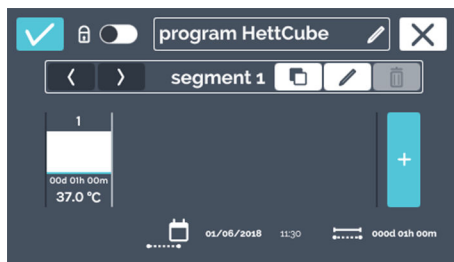 program HettCube
segment 1
1
00d 01h 00m
37.0 °C
+
01/06/2018 11:30 000d 01h 00m